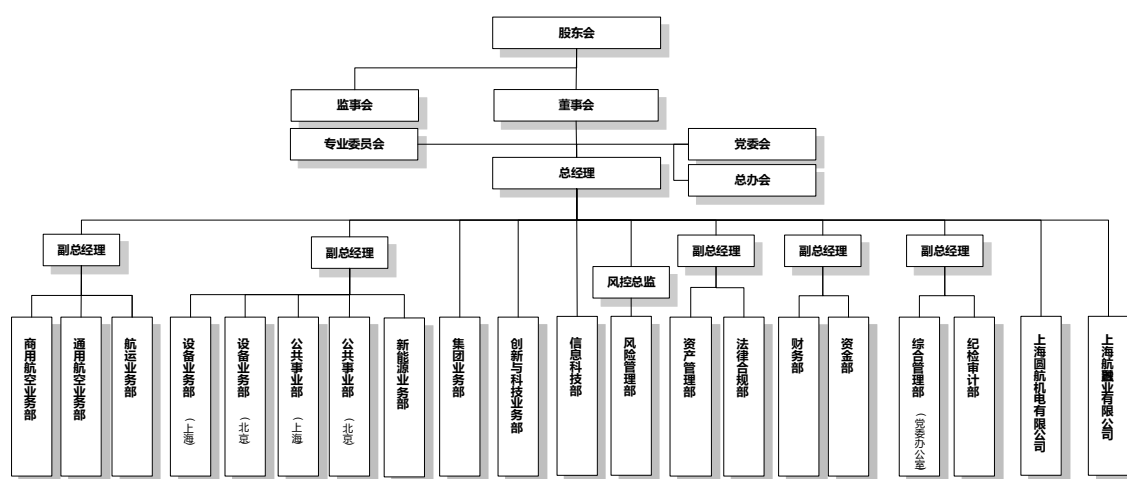 股东会
监事会
董事会
专业委员会
党委会
总经理
总办会
副总经理
副总经理
副总经理
副总经理
副总经理
风控总监
商用航空业务部
通用航空业务部
航运业务部
设备业务部（上海）
设备业务部（北京）
公共事业部（上海）
公共事业部（北京）
新能源业务部
集团业务部
创新与科技业务部
信息科技部
风险管理部
资产管理部
法律合规部
财务部
资金部
综合管理部（党委办公室）
纪检审计部
上海圆航机电有限公司
上海航融业有限公司